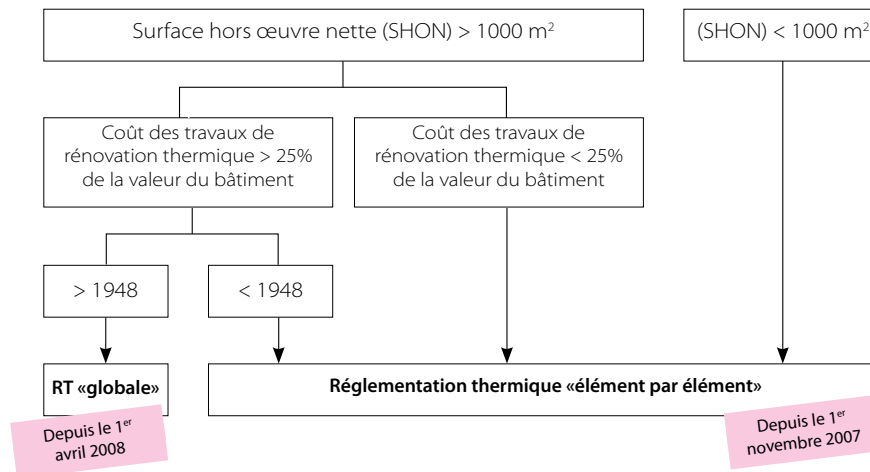 Surface hors œuvre nette (SHON) > 1000 m²
(SHON) < 1000 m²
Coût des travaux de
rénovation thermique > 25%
de la valeur du bâtiment
Coût des travaux de
rénovation thermique < 25%
de la valeur du bâtiment
> 1948
< 1948
RT «globale»
Réglementation thermique «élément par élément»
Depuis le 1er
avril 2008
Depuis le 1er
novembre 2007